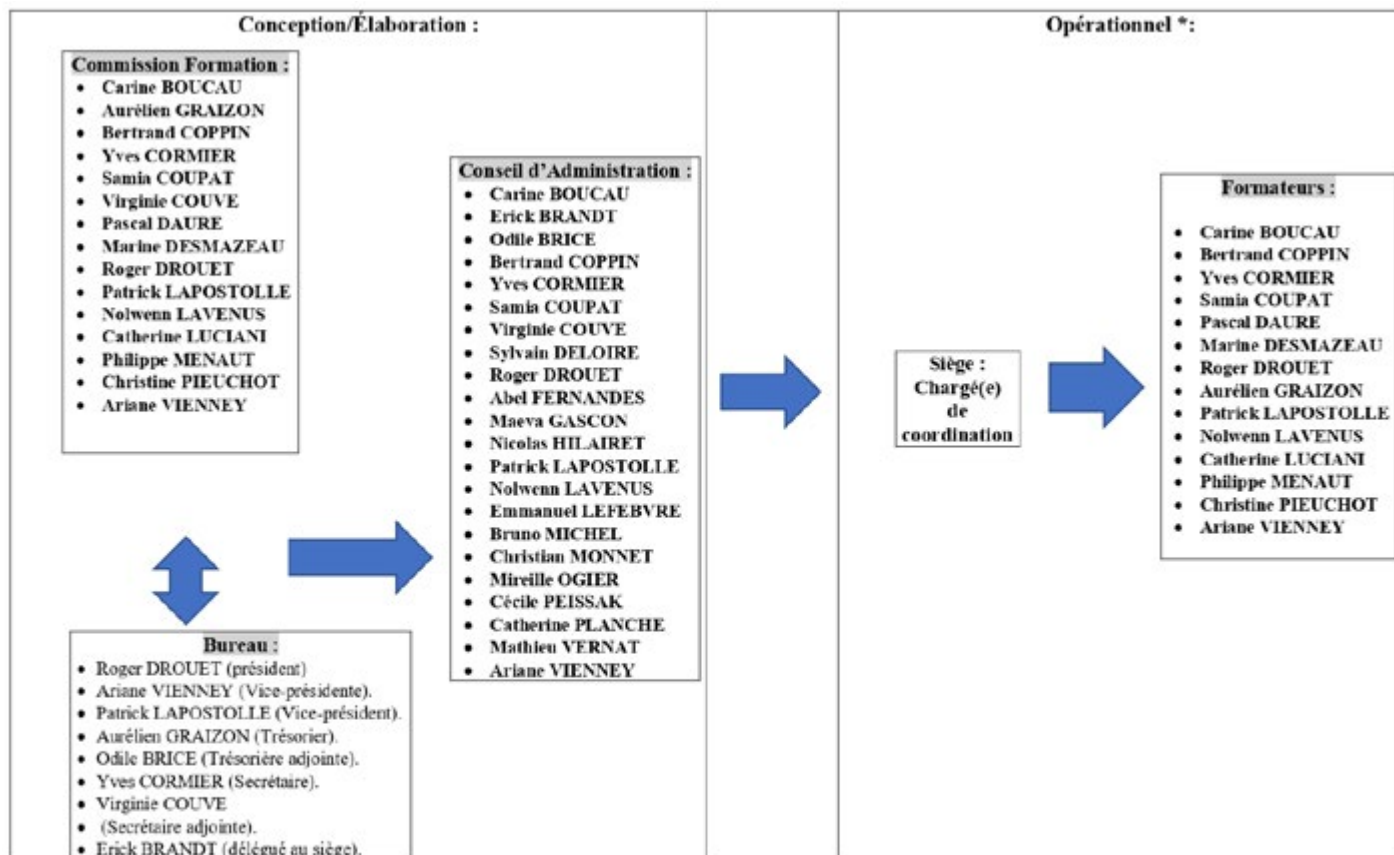 Conception/Élaboration :
Commission Formation :
• Carine BOUCAU
• Aurélien GRAIZON
• Bertrand COPPIN
• Yves CORMIER
• Samia COUPAT
• Virginie COUVE
• Pascal DAURE
• Marine DESMAZEAU
• Roger DROUET
• Patrick LAPOSTOLLE
• Nolwenn LAVENUS
• Catherine LUCIANI
• Philippe MENAUT
• Christine PIEUCHOT
• Ariane VIENNEY
Bureau :
• Roger DROUET (président)
• Ariane VIENNEY (Vice-présidente).
• Patrick LAPOSTOLLE (Vice-président).
• Aurélien GRAIZON (Trésorier).
• Odile BRICE (Trésorière adjointe).
• Yves CORMIER (Secrétaire).
• Virginie COUVE
• (Secrétaire adjointe).
• Erick BRANDT (délégué au siège).
Conseil d'Administration :
• Carine BOUCAU
• Erick BRANDT
• Odile BRICE
• Bertrand COPPIN
• Yves CORMIER
• Samia COUPAT
• Virginie COUVE
• Sylvain DELOIRE
• Roger DROUET
• Abel FERNANDES
• Maeva GASCON
• Nicolas HILAIRET
• Patrick LAPOSTOLLE
• Nolwenn LAVENUS
• Emmanuel LEFEBVRE
• Bruno MICHEL
• Christian MONNET
• Mireille OGIER
• Cécile PEISSAK
• Catherine PLANCHE
• Mathieu VERNAT
• Ariane VIENNEY
Opérationnel *:
Siège :
Chargé(e)
de
coordination
Formateurs :
• Carine BOUCAU
• Bertrand COPPIN
• Yves CORMIER
• Samia COUPAT
• Pascal DAURE
• Marine DESMAZEAU
• Roger DROUET
• Aurélien GRAIZON
• Patrick LAPOSTOLLE
• Nolwenn LAVENUS
• Catherine LUCIANI
• Philippe MENAUT
• Christine PIEUCHOT
• Ariane VIENNEY